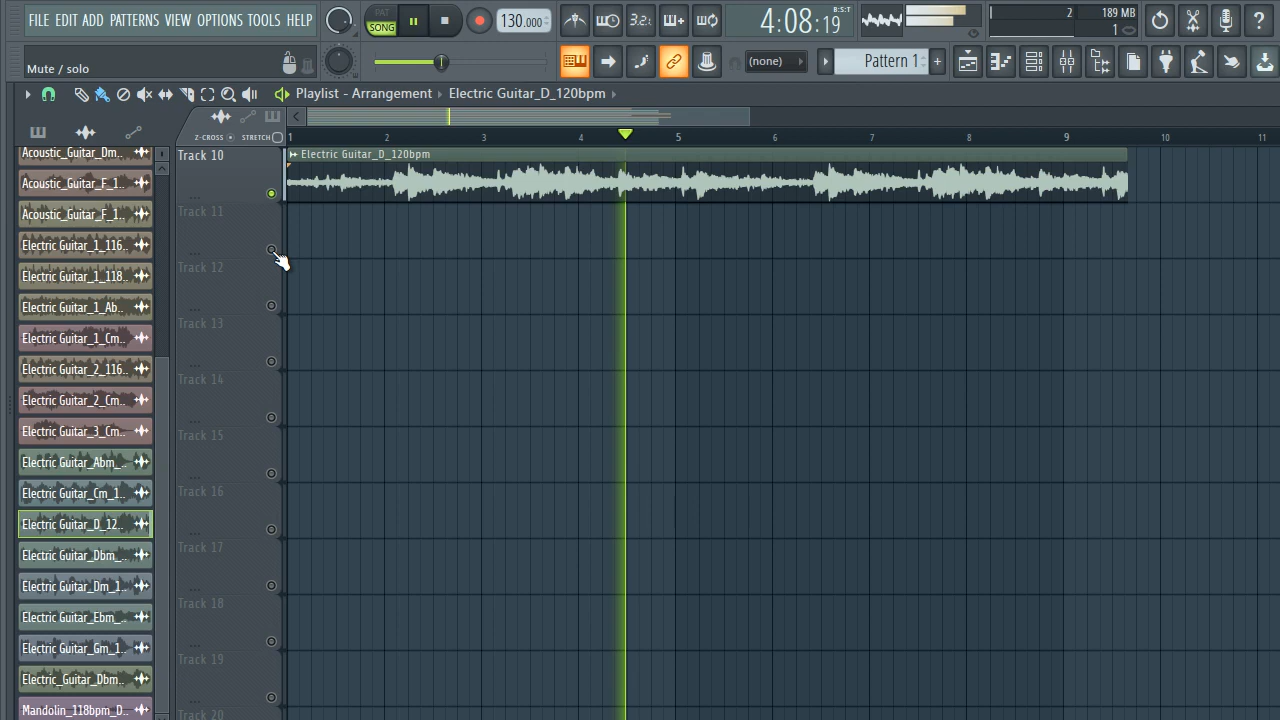 FILE EDIT ADD PATTERNS VIEW OPTIONS TOOLS HELP
PAT
SONG
130.000
3.2.
4:08:19
B:S:T
2
189 MB
1
Mute / solo
(none)
Pattern 1
+
Playlist - Arrangement › Electric Guitar_D_120bpm ›
Z-CROSS
STRETCH
1 2 3 4 5 6 7 8 9 10 11
Acoustic_Guitar_Dm..
Acoustic_Guitar_F_1..
Acoustic_Guitar_F_1..
Electric Guitar_1_116..
Electric Guitar_1_118..
Electric Guitar_1_Ab..
Electric Guitar_1_Cm..
Electric Guitar_2_116..
Electric Guitar_2_Cm..
Electric Guitar_3_Cm..
Electric Guitar_Abm_..
Electric Guitar_Cm_1..
Electric Guitar_D_12..
Electric Guitar_Dbm_..
Electric Guitar_Dm_1..
Electric Guitar_Ebm_..
Electric Guitar_Gm_1..
Electric_Guitar_Dbm..
Mandolin_118bpm_D..
Track 10
Electric Guitar_D_120bpm
Track 11
Track 12
Track 13
Track 14
Track 15
Track 16
Track 17
Track 18
Track 19
Track 20